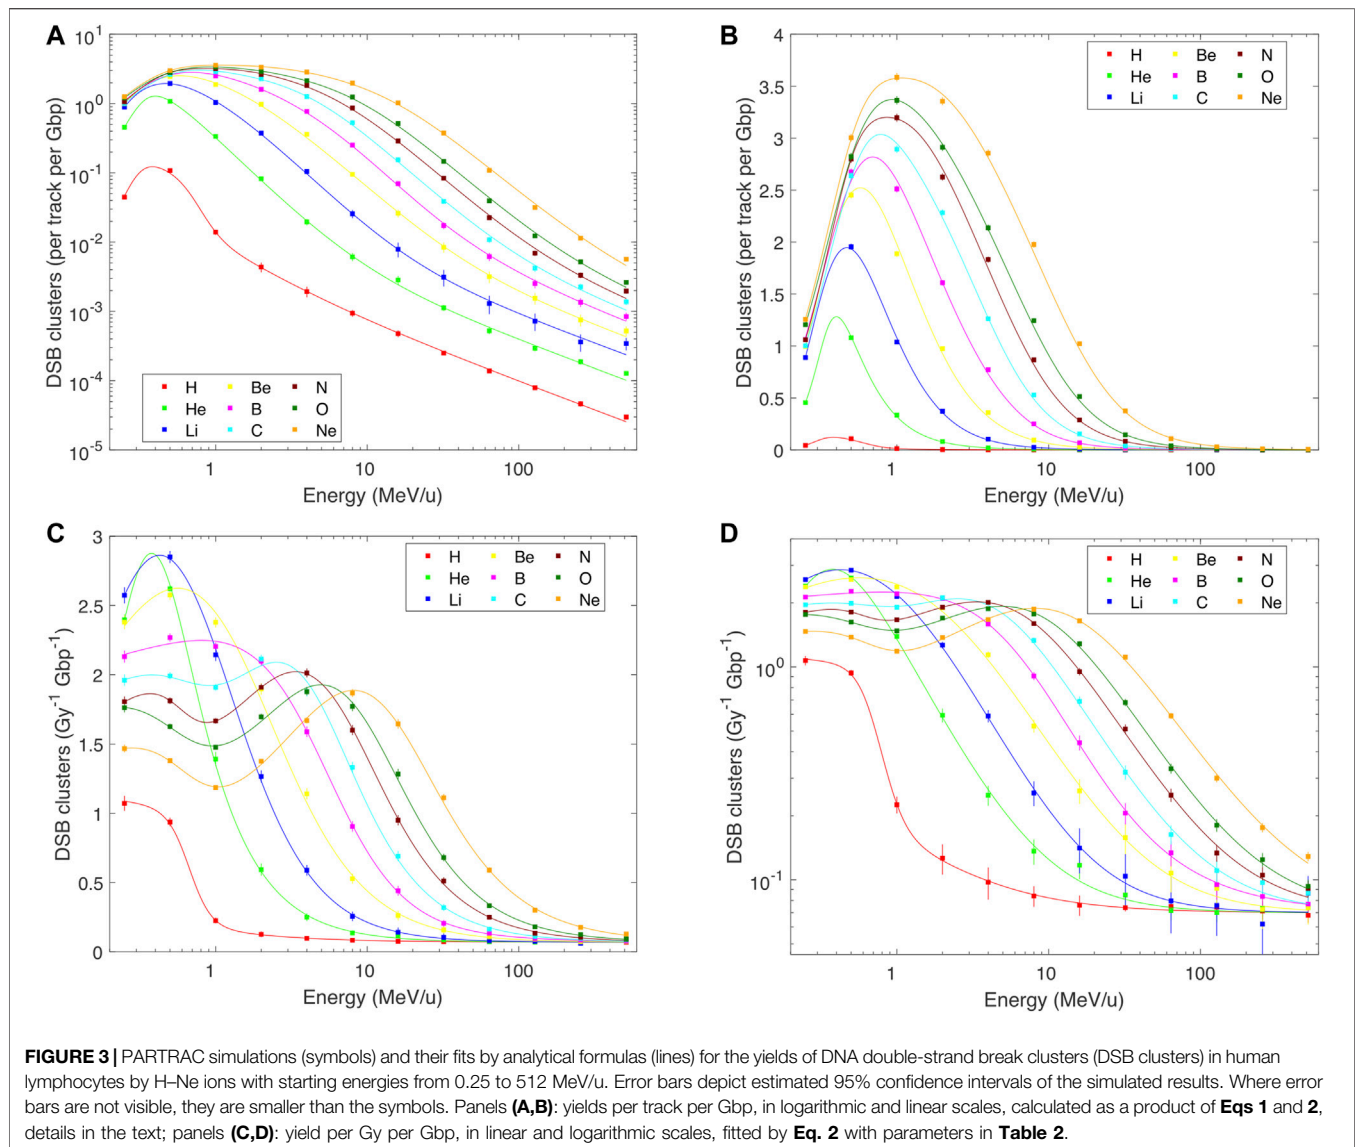 A
DSB clusters (per track per Gbp)
10^1
10^0
10^-1
10^-2
10^-3
10^-4
10^-5
H Be N
He B O
Li C Ne
1 10 100
Energy (MeV/u)
B
DSB clusters (per track per Gbp)
4
3.5
3
2.5
2
1.5
1
0.5
0
H Be N
He B O
Li C Ne
1 10 100
Energy (MeV/u)
C
DSB clusters (Gy^-1 Gbp^-1)
3
2.5
2
1.5
1
0.5
0
H Be N
He B O
Li C Ne
1 10 100
Energy (MeV/u)
D
DSB clusters (Gy^-1 Gbp^-1)
10^0
10^-1
H Be N
He B O
Li C Ne
1 10 100
Energy (MeV/u)
FIGURE 3 | PARTRAC simulations (symbols) and their fits by analytical formulas (lines) for the yields of DNA double-strand break clusters (DSB clusters) in human
lymphocytes by H–Ne ions with starting energies from 0.25 to 512 MeV/u. Error bars depict estimated 95% confidence intervals of the simulated results. Where error
bars are not visible, they are smaller than the symbols. Panels (A,B): yields per track per Gbp, in logarithmic and linear scales, calculated as a product of Eqs 1 and 2,
details in the text; panels (C,D): yield per Gy per Gbp, in linear and logarithmic scales, fitted by Eq. 2 with parameters in Table 2.